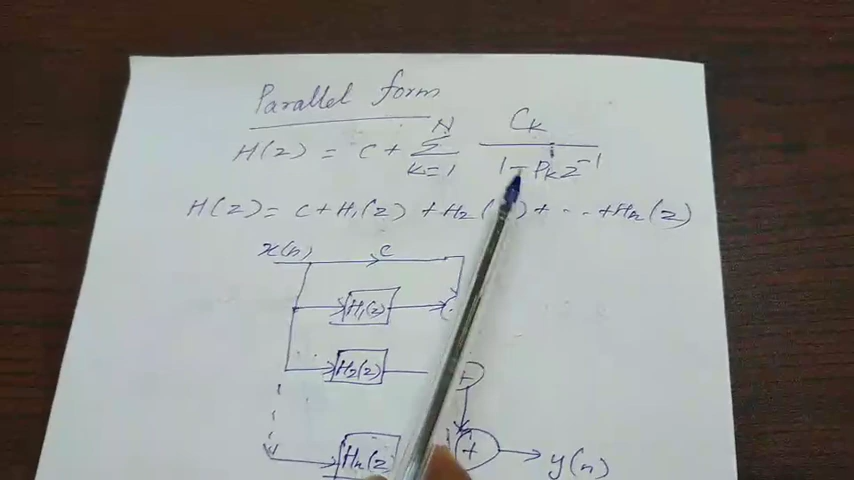 Parallel form
H(z) = c + N Σ k=1 Ck / 1 - Pk z⁻¹
H(z) = c + H₁(z) + H₂ ( ) + ... + Hn(z)
x(n) c
H₁(z)
H₂(z) +
Hn(z) + y(n)